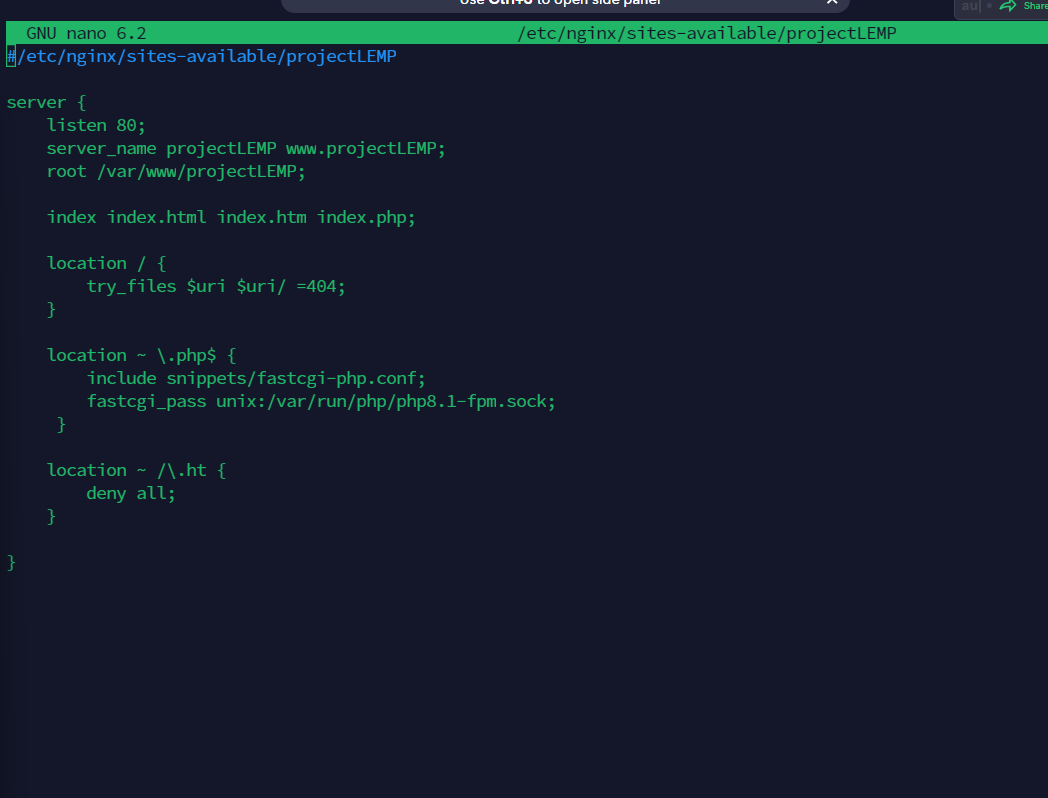 Use Ctrl+J to open side panel
Share
GNU nano 6.2 /etc/nginx/sites-available/projectLEMP
#/etc/nginx/sites-available/projectLEMP
server {
listen 80;
server_name projectLEMP www.projectLEMP;
root /var/www/projectLEMP;
index index.html index.htm index.php;
location / {
try_files $uri $uri/ =404;
}
location ~ \.php$ {
include snippets/fastcgi-php.conf;
fastcgi_pass unix:/var/run/php/php8.1-fpm.sock;
}
location ~ /\.ht {
deny all;
}
}